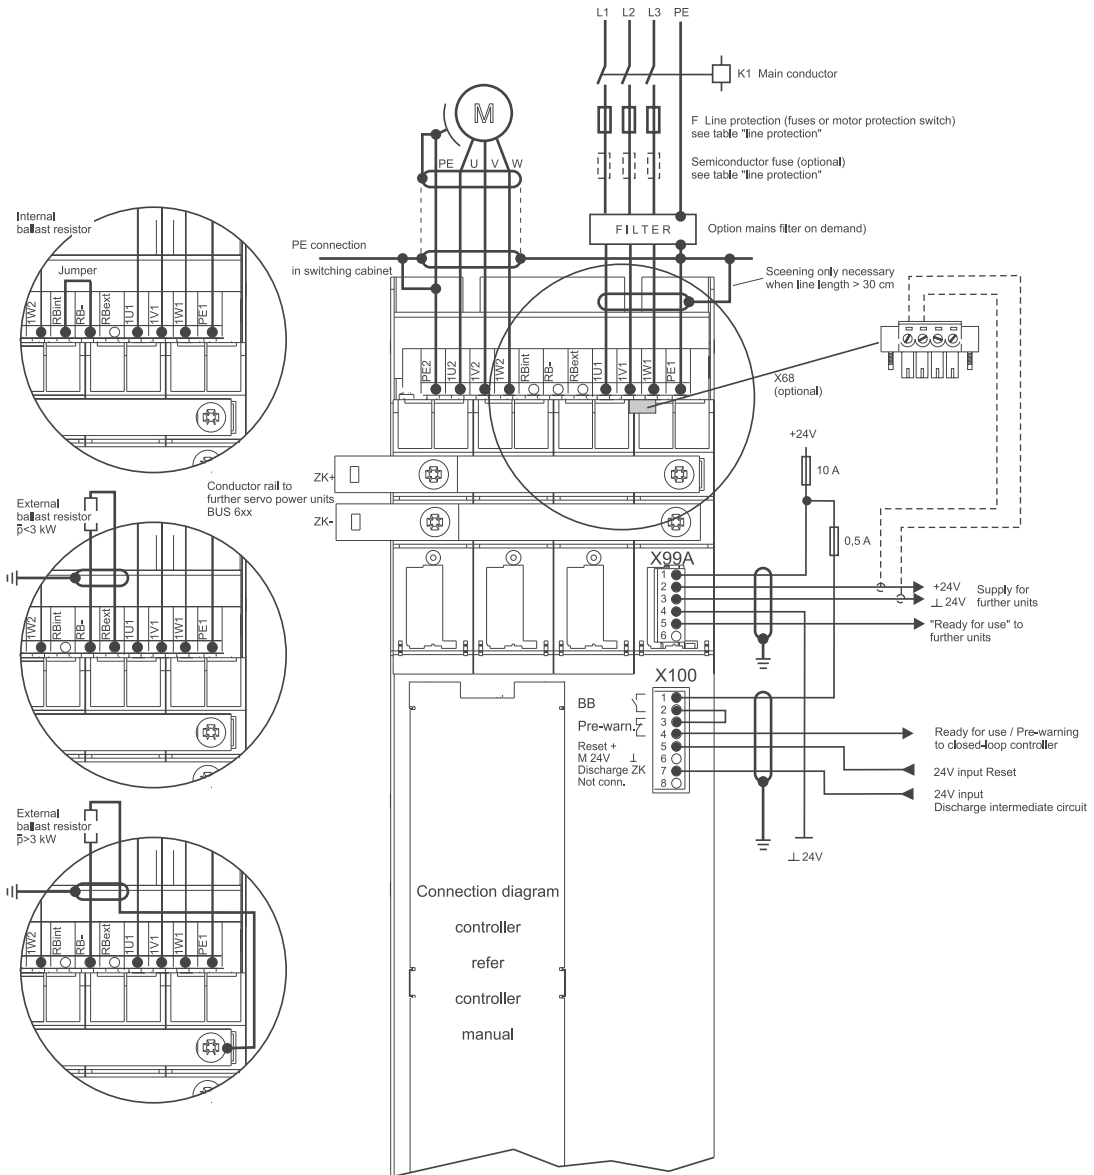 L1 L2 L3 PE
K1 Main conductor
F Line protection (fuses or motor protection switch)
see table "line protection"
Semiconductor fuse (optional)
see table "line protection"
FILTER
Option mains filter on demand)
M
PE U V W
PE connection
in switching cabinet
Sceening only necessary
when line length > 30 cm
Internal
ballast resistor
Jumper
1W2 RBint RB- RBext 1U1 1V1 1W1 PE1
PE2 1U2 1V2 1W2 RBint RB- RBext 1U1 1V1 1W1 PE1
X68
(optional)
+24V
10 A
0,5 A
ZK+
Conductor rail to
further servo power units
BUS 6xx
ZK-
External
ballast resistor
p<3 kW
1W2 RBint RB- RBext 1U1 1V1 1W1 PE1
X99A
1
2
3
4
5
6
+24V
⊥ 24V
Supply for
further units
"Ready for use" to
further units
X100
1
2
3
4
5
6
7
8
BB
Pre-warn.
Reset +
M 24V ⊥
Discharge ZK
Not conn.
Ready for use / Pre-warning
to closed-loop controller
24V input Reset
24V input
Discharge intermediate circuit
⊥ 24V
External
ballast resistor
p>3 kW
1W2 RBint RB- RBext 1U1 1V1 1W1 PE1
Connection diagram
controller
refer
controller
manual